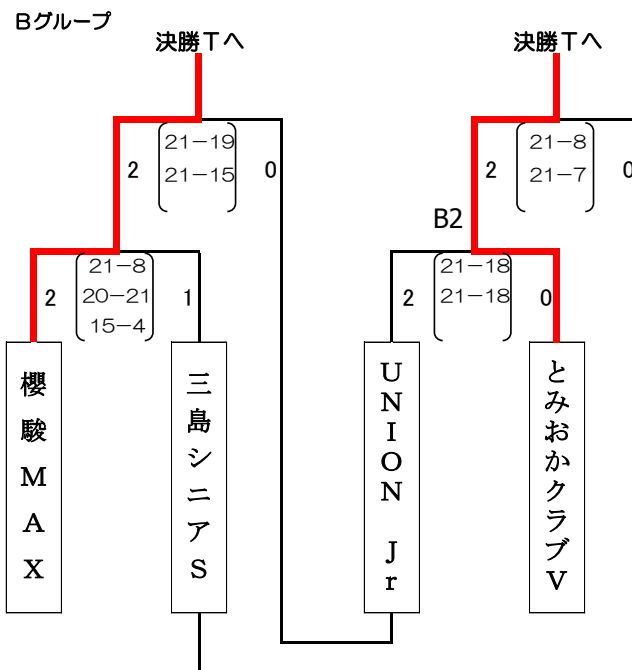 Bグループ
決勝Tへ
決勝Tへ
2
21-19
21-15
0
2
21-8
21-7
0
B2
2
21-8
20-21
15-4
1
2
21-18
21-18
0
櫻駿MAX
三島シニアS
UNION Jr
とみおかクラブV